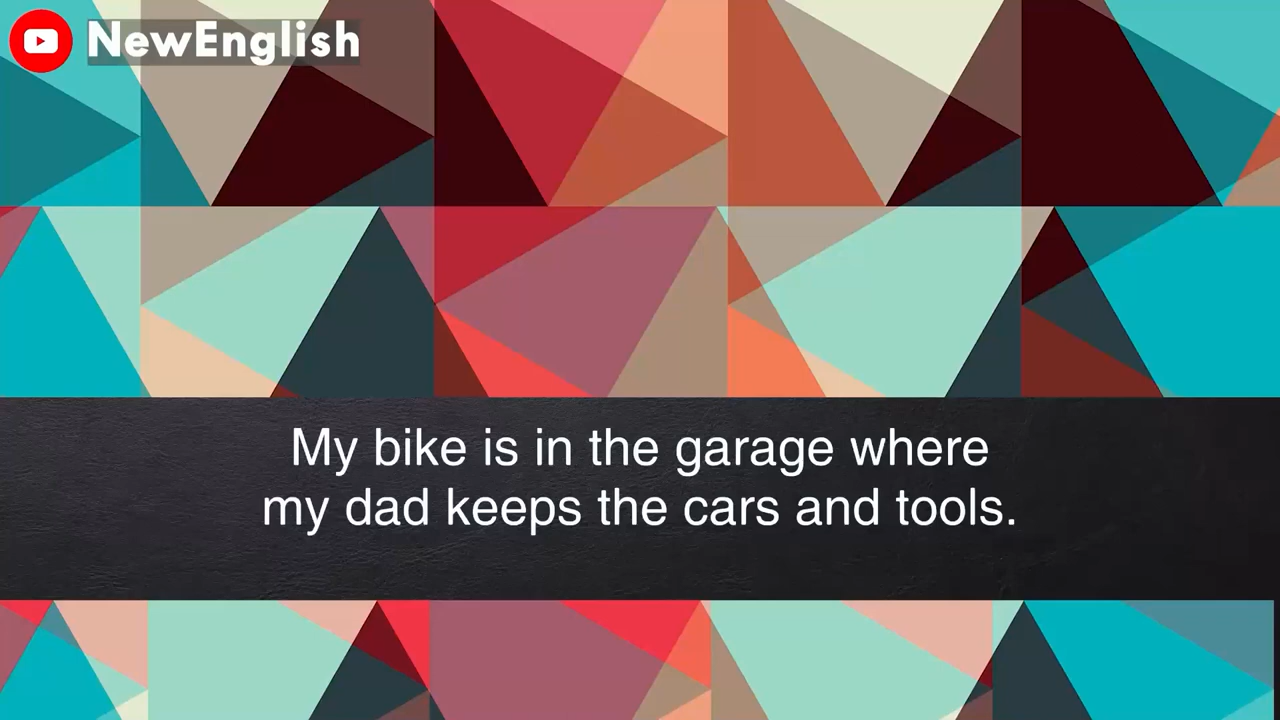 NewEnglish
My bike is in the garage where
my dad keeps the cars and tools.